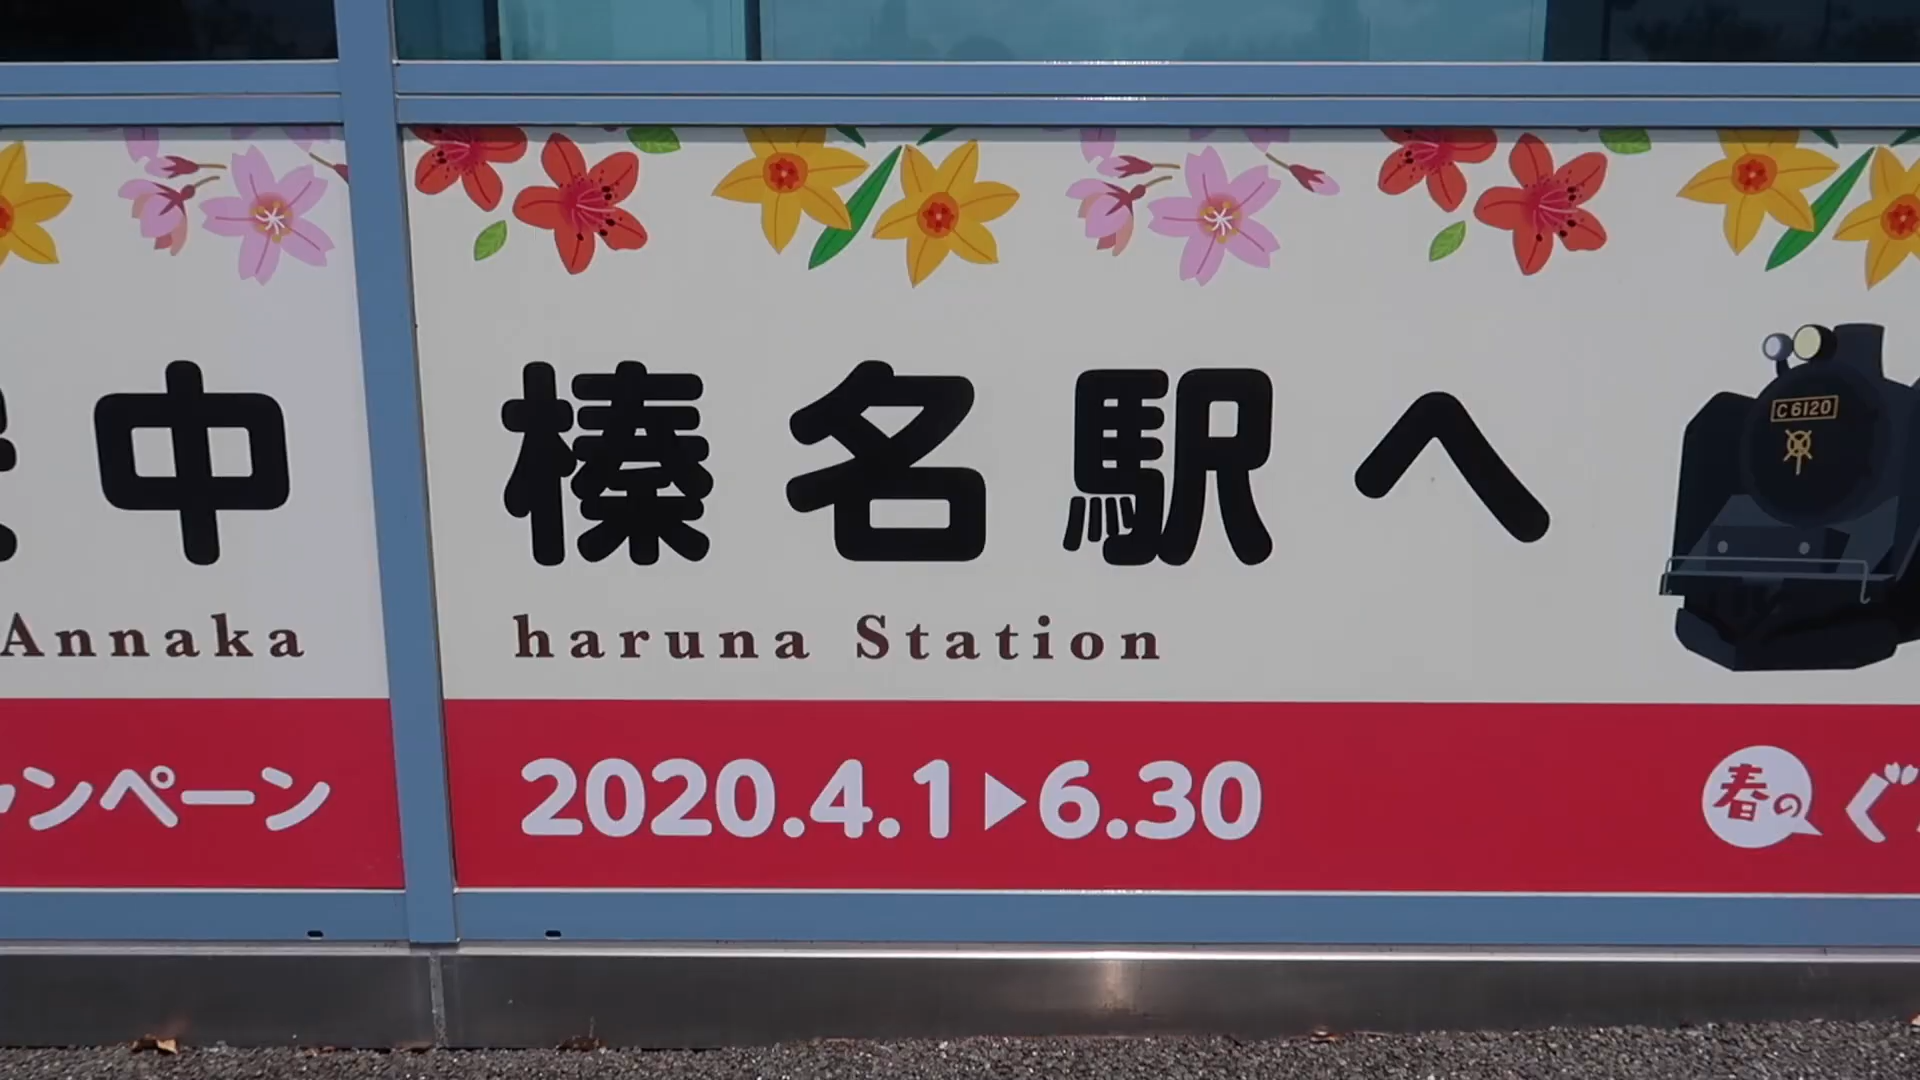 中 榛名駅へ
C6120
Annaka haruna Station
ンペーン 2020.4.1▶6.30 春の ぐ